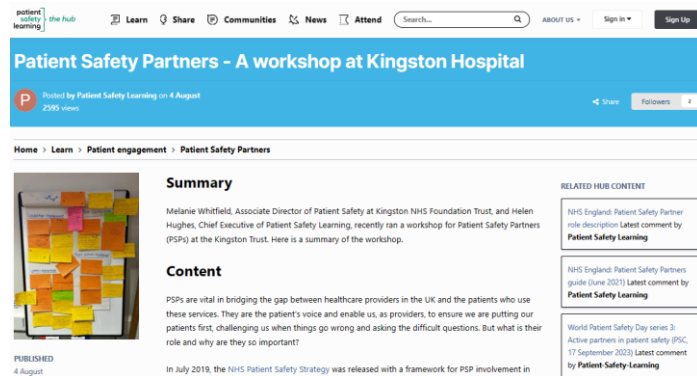 patient
safety
learning
the hub
Learn
Share
Communities
News
Attend
Search...
ABOUT US
Sign in
Sign Up
Patient Safety Partners - A workshop at Kingston Hospital
P
Posted by Patient Safety Learning on 4 August
2595 views
Share
Followers 2
Home > Learn > Patient engagement > Patient Safety Partners
Summary
Melanie Whitfield, Associate Director of Patient Safety at Kingston NHS Foundation Trust, and Helen
Hughes, Chief Executive of Patient Safety Learning, recently ran a workshop for Patient Safety Partners
(PSPs) at the Kingston Trust. Here is a summary of the workshop.
Content
PSPs are vital in bridging the gap between healthcare providers in the UK and the patients who use
these services. They are the patient's voice and enable us, as providers, to ensure we are putting our
patients first, challenging us when things go wrong and asking the difficult questions. But what is their
role and why are they so important?
In July 2019, the NHS Patient Safety Strategy was released with a framework for PSP involvement in
PUBLISHED
4 August
RELATED HUB CONTENT
NHS England: Patient Safety Partner
role description Latest comment by
Patient Safety Learning
NHS England: Patient Safety Partners
guide (June 2021) Latest comment by
Patient Safety Learning
World Patient Safety Day series 3:
Active partners in patient safety (PSC,
17 September 2023) Latest comment
by Patient-Safety-Learning